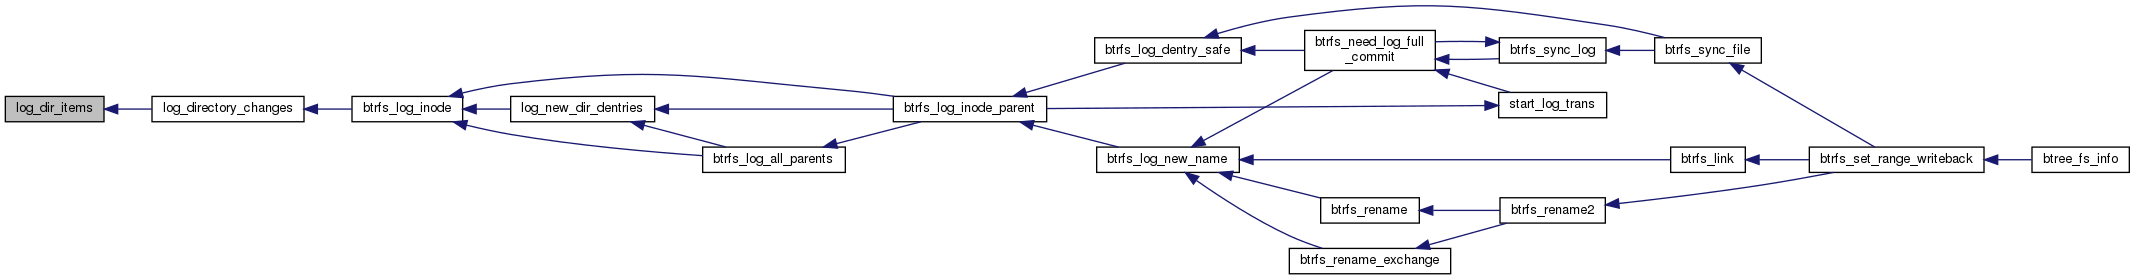 log_dir_items
log_directory_changes
btrfs_log_inode
log_new_dir_dentries
btrfs_log_all_parents
btrfs_log_inode_parent
btrfs_log_dentry_safe
btrfs_log_new_name
btrfs_need_log_full
_commit
btrfs_rename
btrfs_rename_exchange
btrfs_sync_log
start_log_trans
btrfs_rename2
btrfs_sync_file
btrfs_link
btrfs_set_range_writeback
btree_fs_info